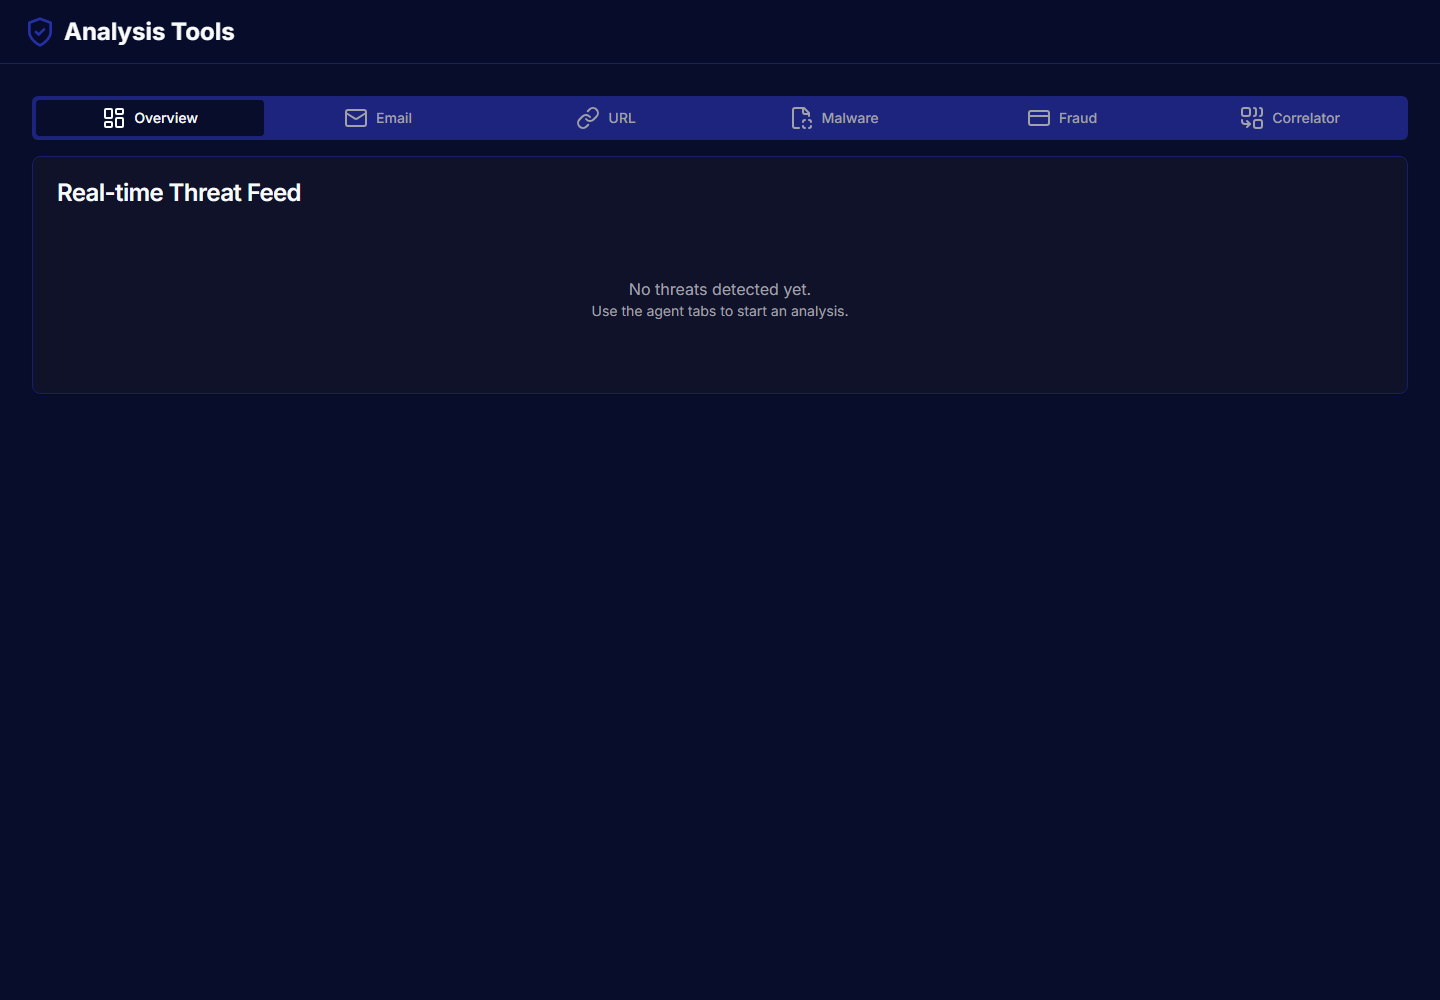 Analysis Tools
Overview
Email
URL
Malware
Fraud
Correlator
Real-time Threat Feed
No threats detected yet.
Use the agent tabs to start an analysis.